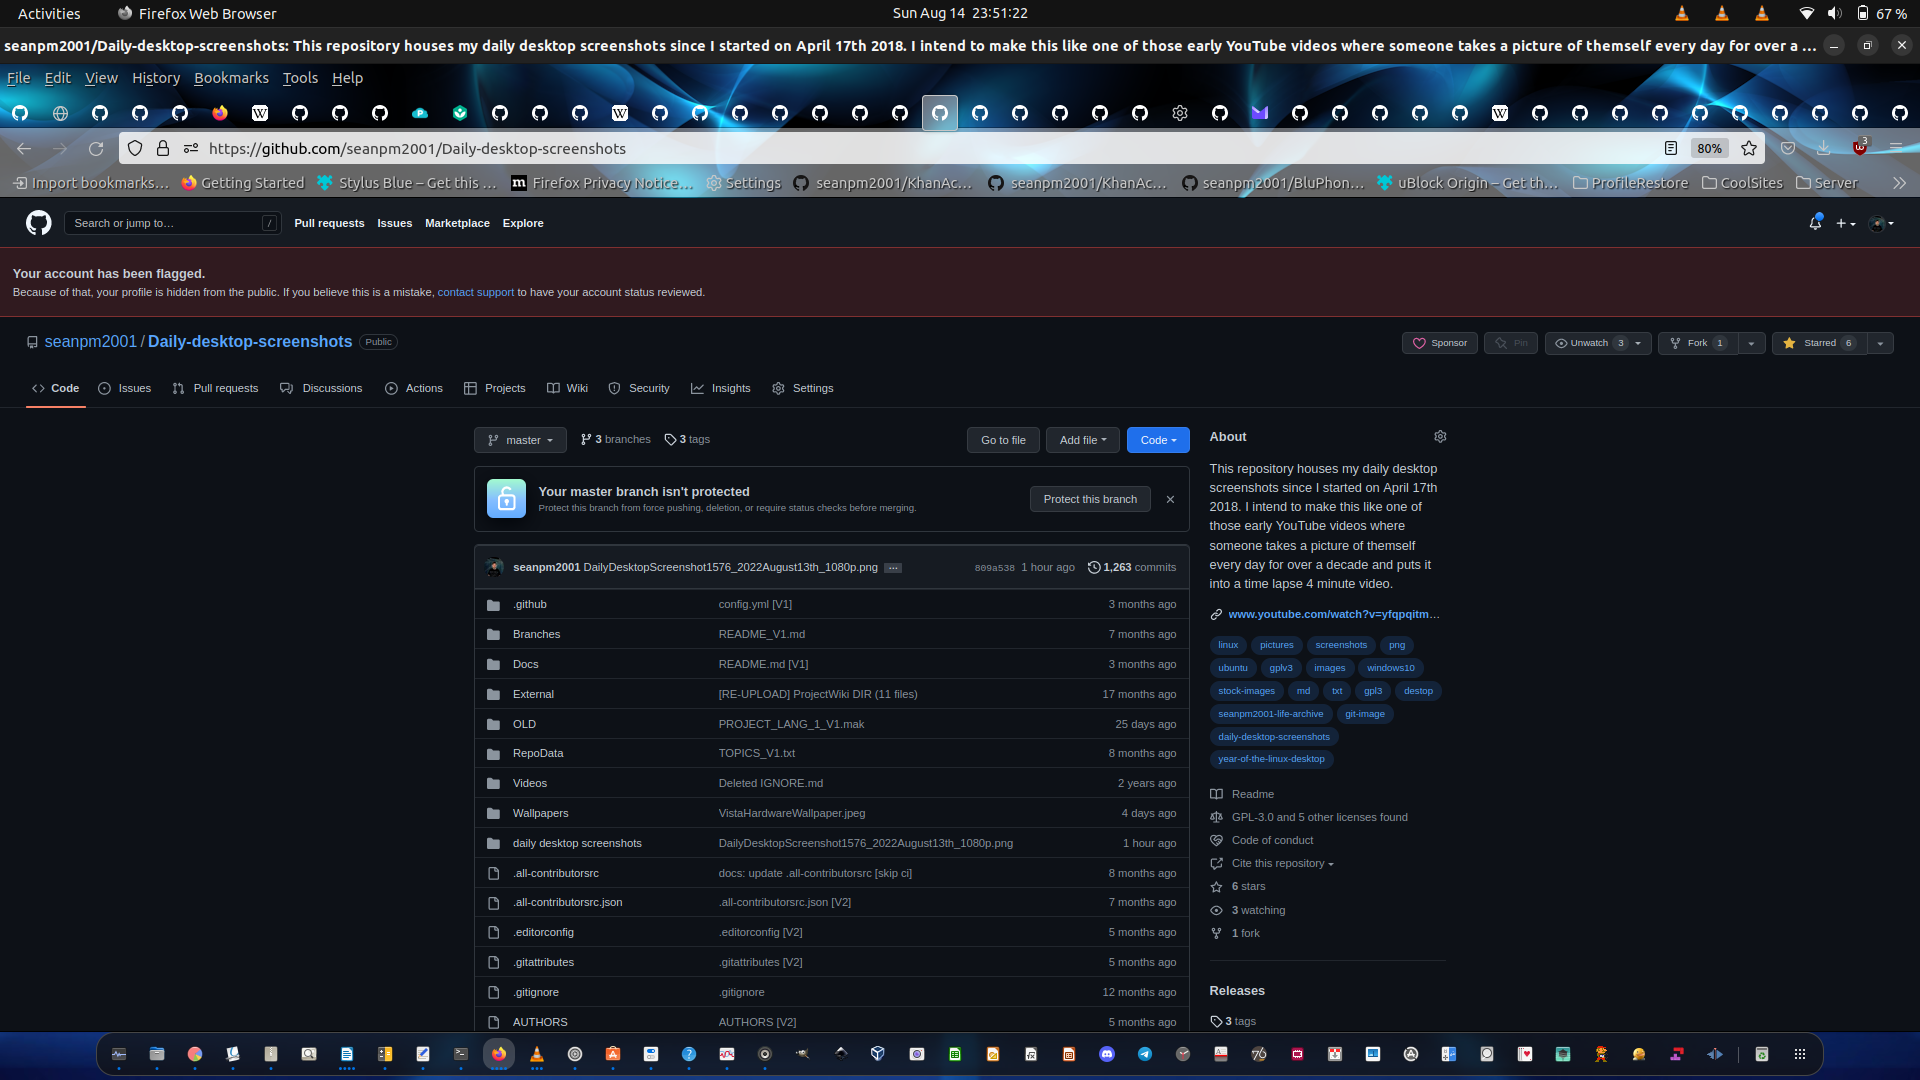 Activities
Firefox Web Browser
Sun Aug 14 23:51:22
67 %
seanpm2001/Daily-desktop-screenshots: This repository houses my daily desktop screenshots since I started on April 17th 2018. I intend to make this like one of those early YouTube videos where someone takes a picture of themself every day for over a …
File Edit View History Bookmarks Tools Help
https://github.com/seanpm2001/Daily-desktop-screenshots
80%
3
Import bookmarks…
Getting Started
Stylus Blue – Get this …
Firefox Privacy Notice…
Settings
seanpm2001/KhanAc…
seanpm2001/KhanAc…
seanpm2001/BluPhon…
uBlock Origin – Get th…
ProfileRestore
CoolSites
Server
Search or jump to…
/
Pull requests
Issues
Marketplace
Explore
Your account has been flagged.
Because of that, your profile is hidden from the public. If you believe this is a mistake, contact support to have your account status reviewed.
seanpm2001 / Daily-desktop-screenshots
Public
Sponsor
Pin
Unwatch 3
Fork 1
Starred 6
Code
Issues
Pull requests
Discussions
Actions
Projects
Wiki
Security
Insights
Settings
master
3 branches
3 tags
Go to file
Add file
Code
Your master branch isn't protected
Protect this branch from force pushing, deletion, or require status checks before merging.
Protect this branch
seanpm2001 DailyDesktopScreenshot1576_2022August13th_1080p.png …
809a538 1 hour ago
1,263 commits
.github config.yml [V1] 3 months ago
Branches README_V1.md 7 months ago
Docs README.md [V1] 3 months ago
External [RE-UPLOAD] ProjectWiki DIR (11 files) 17 months ago
OLD PROJECT_LANG_1_V1.mak 25 days ago
RepoData TOPICS_V1.txt 8 months ago
Videos Deleted IGNORE.md 2 years ago
Wallpapers VistaHardwareWallpaper.jpeg 4 days ago
daily desktop screenshots DailyDesktopScreenshot1576_2022August13th_1080p.png 1 hour ago
.all-contributorsrc docs: update .all-contributorsrc [skip ci] 8 months ago
.all-contributorsrc.json .all-contributorsrc.json [V2] 7 months ago
.editorconfig .editorconfig [V2] 5 months ago
.gitattributes .gitattributes [V2] 5 months ago
.gitignore .gitignore 12 months ago
AUTHORS AUTHORS [V2] 5 months ago
About
This repository houses my daily desktop
screenshots since I started on April 17th
2018. I intend to make this like one of
those early YouTube videos where
someone takes a picture of themself
every day for over a decade and puts it
into a time lapse 4 minute video.
www.youtube.com/watch?v=yfqpqitm…
linux pictures screenshots png
ubuntu gplv3 images windows10
stock-images md txt gpl3 destop
seanpm2001-life-archive git-image
daily-desktop-screenshots
year-of-the-linux-desktop
Readme
GPL-3.0 and 5 other licenses found
Code of conduct
Cite this repository
6 stars
3 watching
1 fork
Releases
3 tags